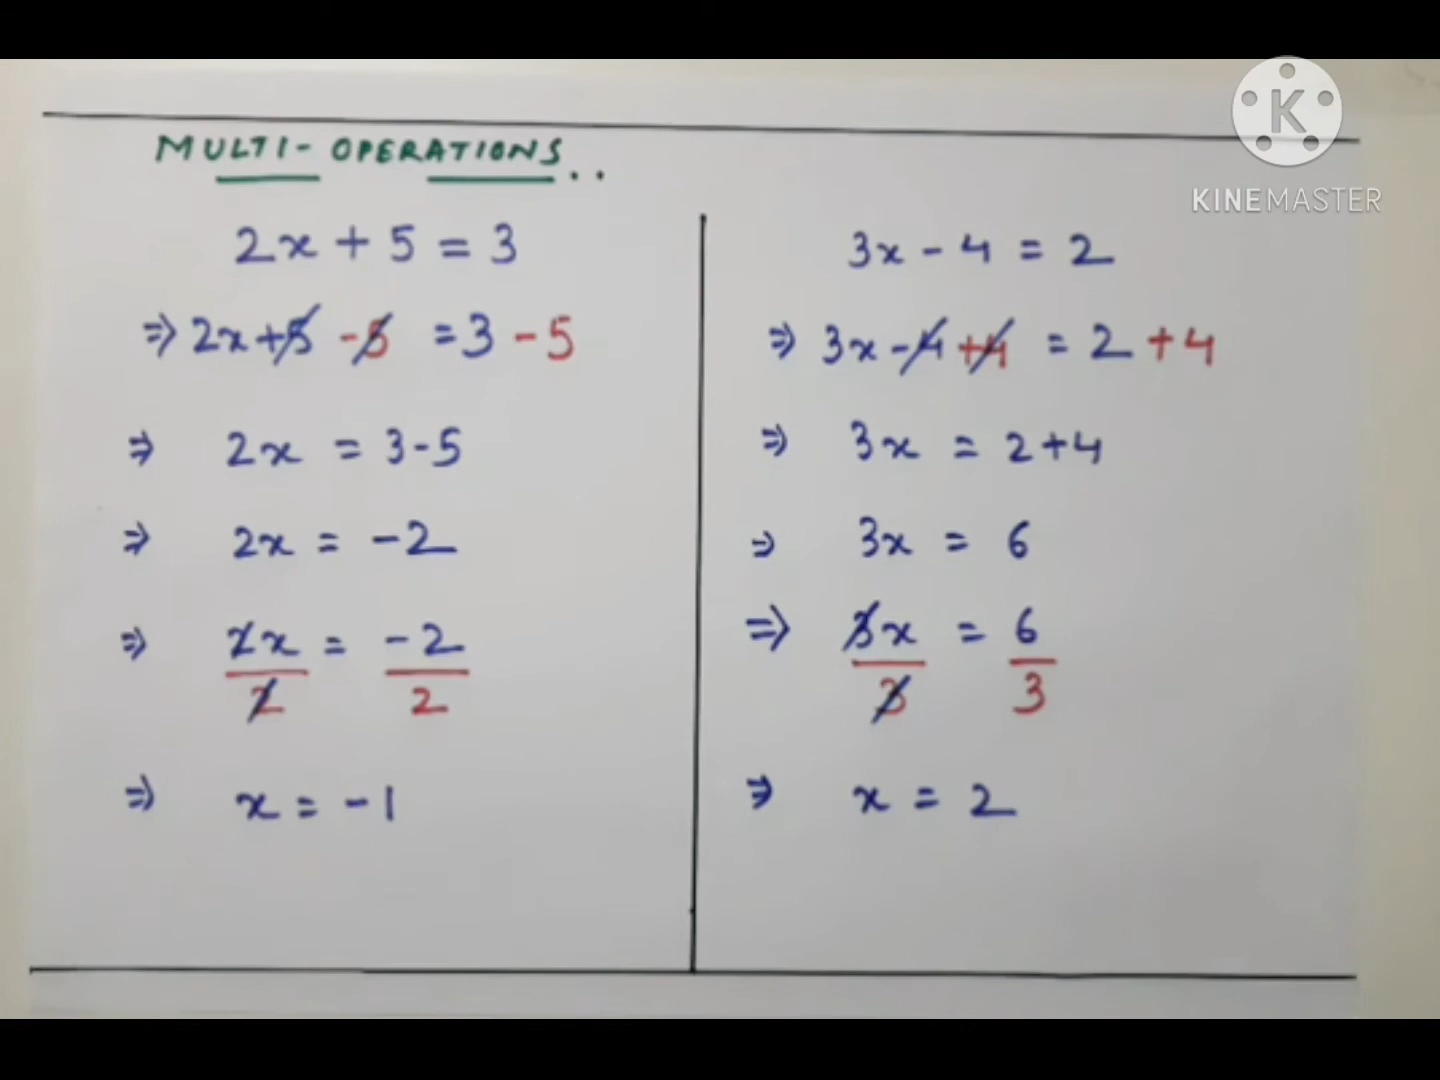 KINEMASTER
MULTI-OPERATIONS..
2x + 5 = 3
⇒ 2x+5 -5 = 3 - 5
⇒ 2x = 3-5
⇒ 2x = -2
⇒ 2x/2 = -2/2
⇒ x = -1
3x - 4 = 2
⇒ 3x -4 +4 = 2 + 4
⇒ 3x = 2+4
⇒ 3x = 6
⇒ 3x/3 = 6/3
⇒ x = 2